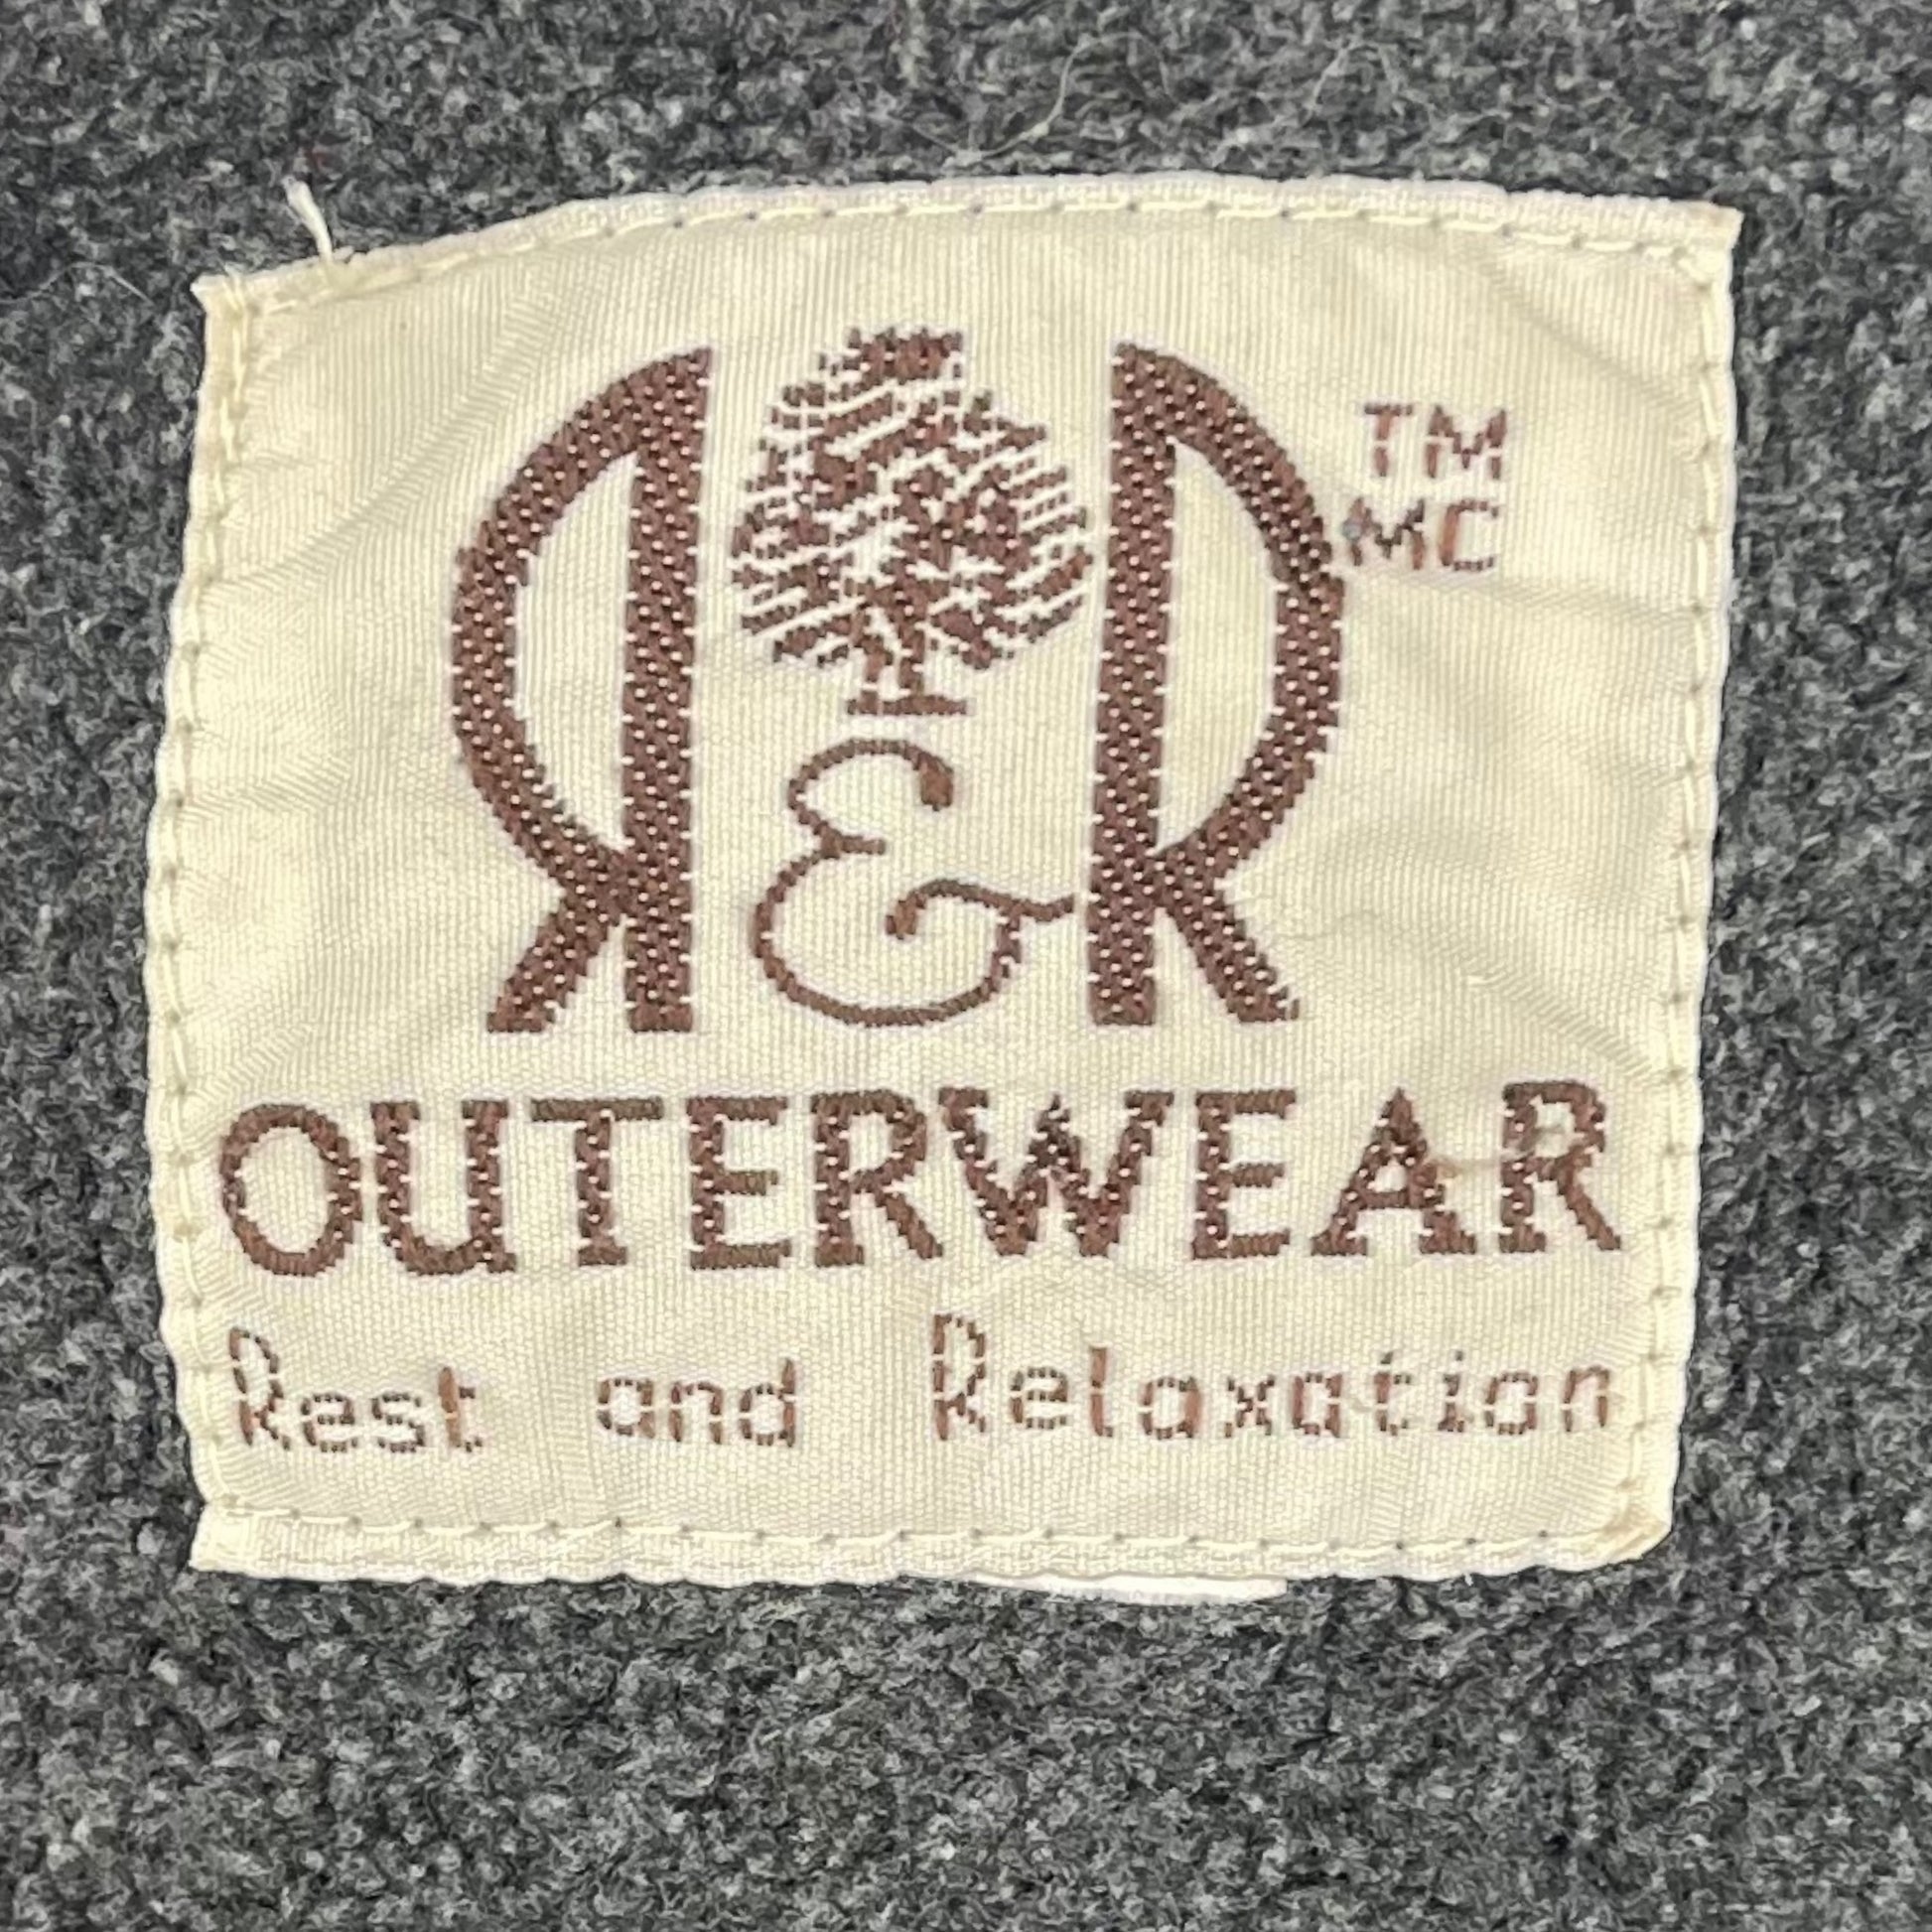 R & R
TM
MC
OUTERWEAR
Rest and Relaxation